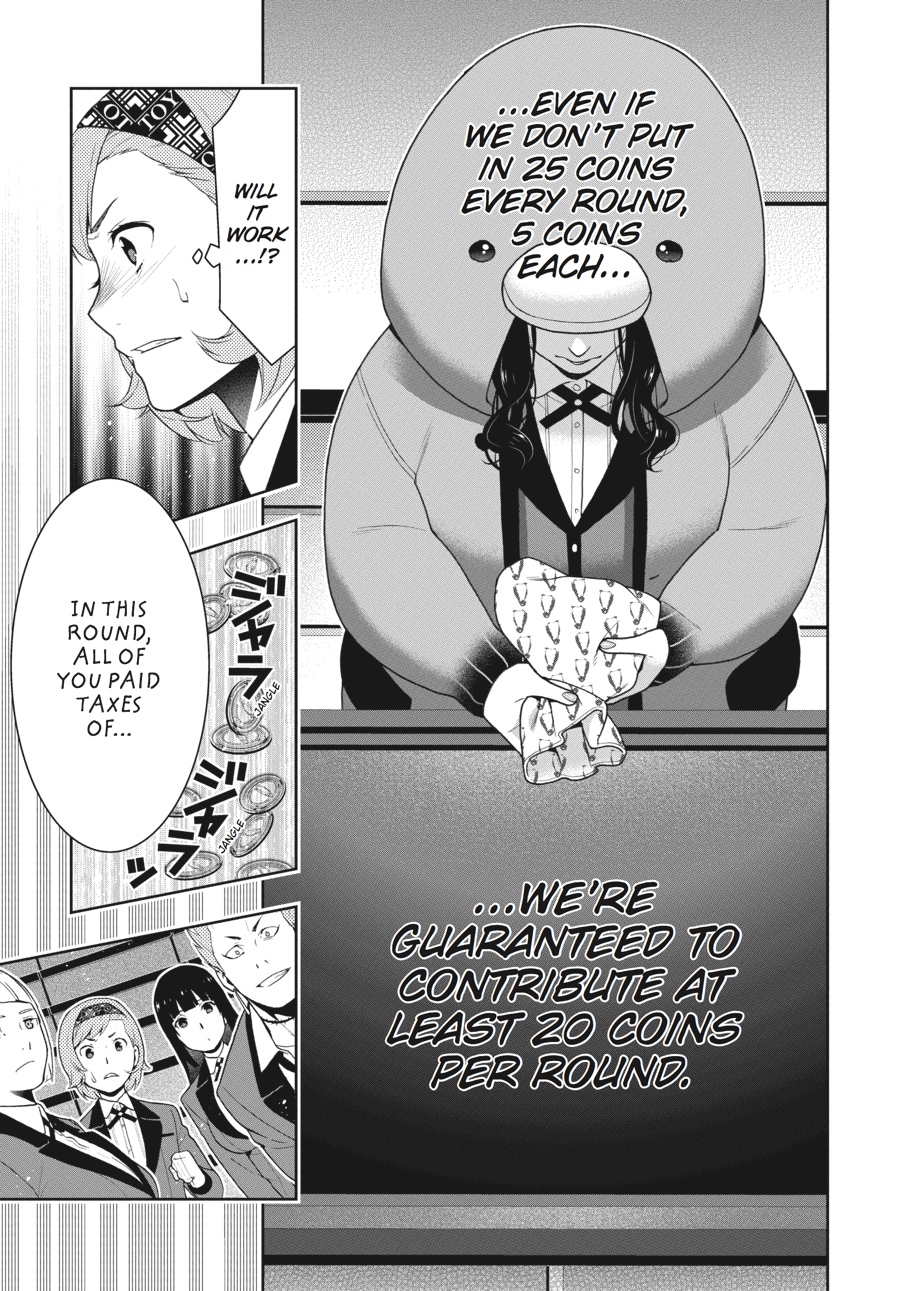 ...EVEN IF
WE DON'T PUT
IN 25 COINS
EVERY ROUND,
5 COINS
EACH...
...WE'RE
GUARANTEED TO
CONTRIBUTE AT
LEAST 20 COINS
PER ROUND.
WILL
IT
WORK
...!?
ジャラ
JANGLE
ジャラッ
JANGLE
IN THIS
ROUND,
ALL OF
YOU PAID
TAXES
OF...